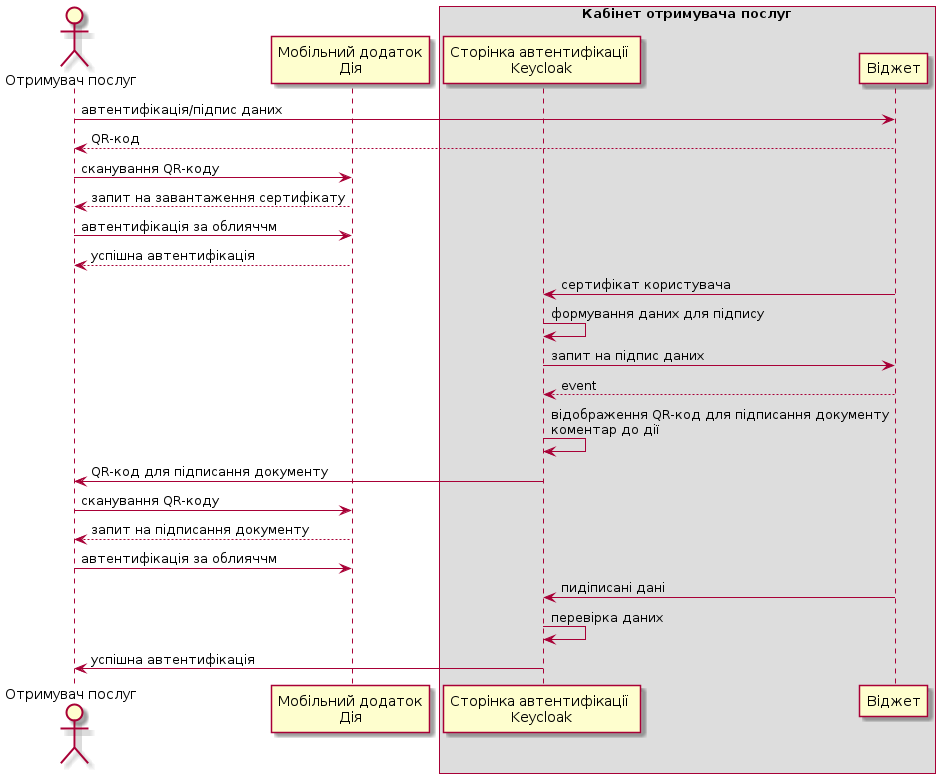 Кабінет отримувача послуг
Отримувач послуг
Мобільний додаток
Дія
Сторінка автентифікації
Keycloak
Віджет
автентифікація/підпис даних
QR-код
сканування QR-коду
запит на завантаження сертифікату
автентифікація за облияччм
успішна автентифікація
сертифікат користувача
формування даних для підпису
запит на підпис даних
event
відображення QR-код для підписання документу
коментар до дії
QR-код для підписання документу
сканування QR-коду
запит на підписання документу
автентифікація за облияччм
пидіписані дані
перевірка даних
успішна автентифікація
Отримувач послуг
Мобільний додаток
Дія
Сторінка автентифікації
Keycloak
Віджет